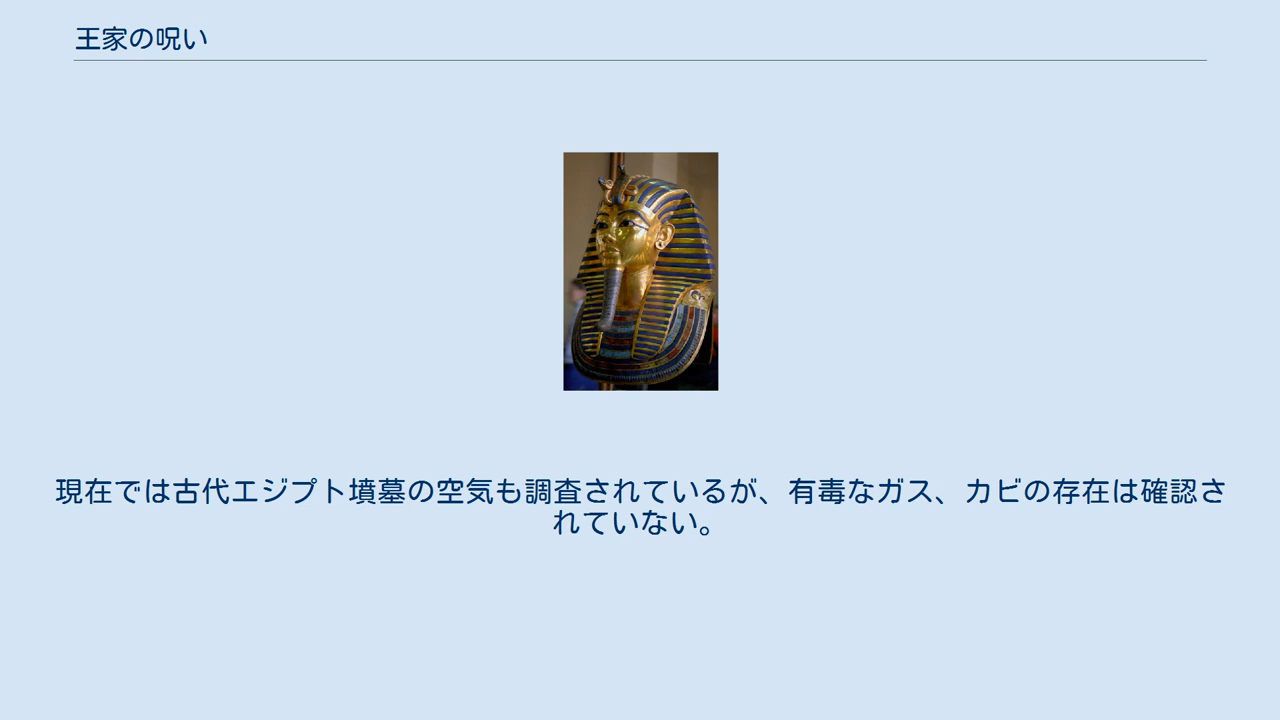 王家の呪い
現在では古代エジプト墳墓の空気も調査されているが、有毒なガス、カビの存在は確認さ
れていない。